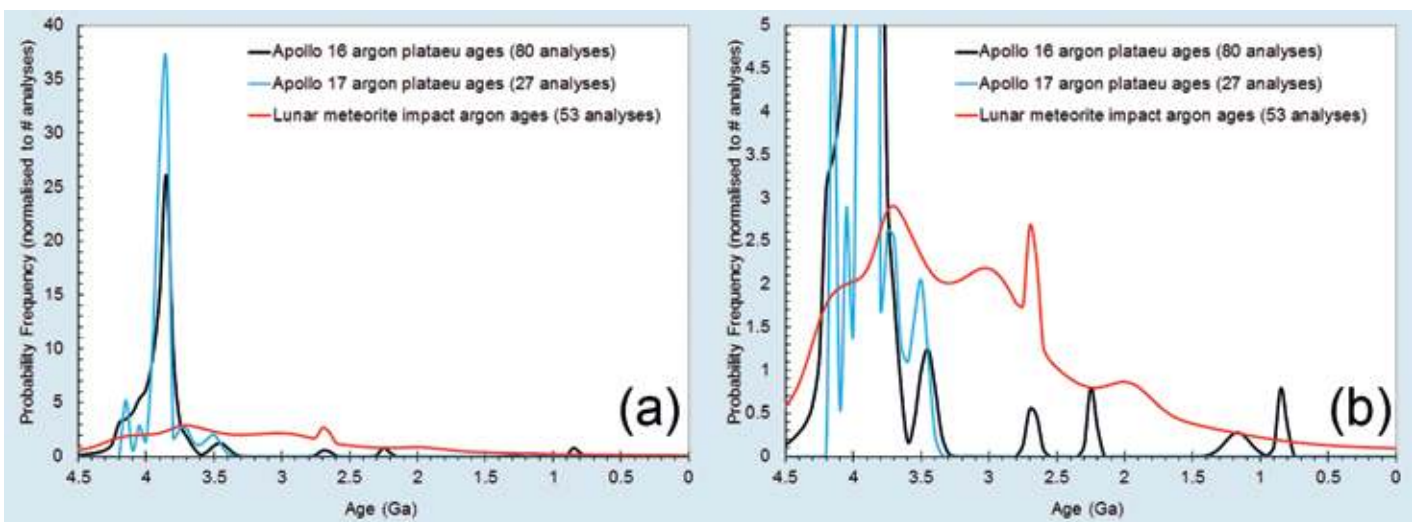 40
35
30
25
20
15
10
5
0
Probability Frequency (normalised to # analyses)
Apollo 16 argon plataeu ages (80 analyses)
Apollo 17 argon plataeu ages (27 analyses)
Lunar meteorite impact argon ages (53 analyses)
(a)
4.5 4 3.5 3 2.5 2 1.5 1 0.5 0
Age (Ga)
5
4.5
4
3.5
3
2.5
2
1.5
1
0.5
0
Probability Frequency (normalised to # analyses)
Apollo 16 argon plataeu ages (80 analyses)
Apollo 17 argon plataeu ages (27 analyses)
Lunar meteorite impact argon ages (53 analyses)
(b)
4.5 4 3.5 3 2.5 2 1.5 1 0.5 0
Age (Ga)